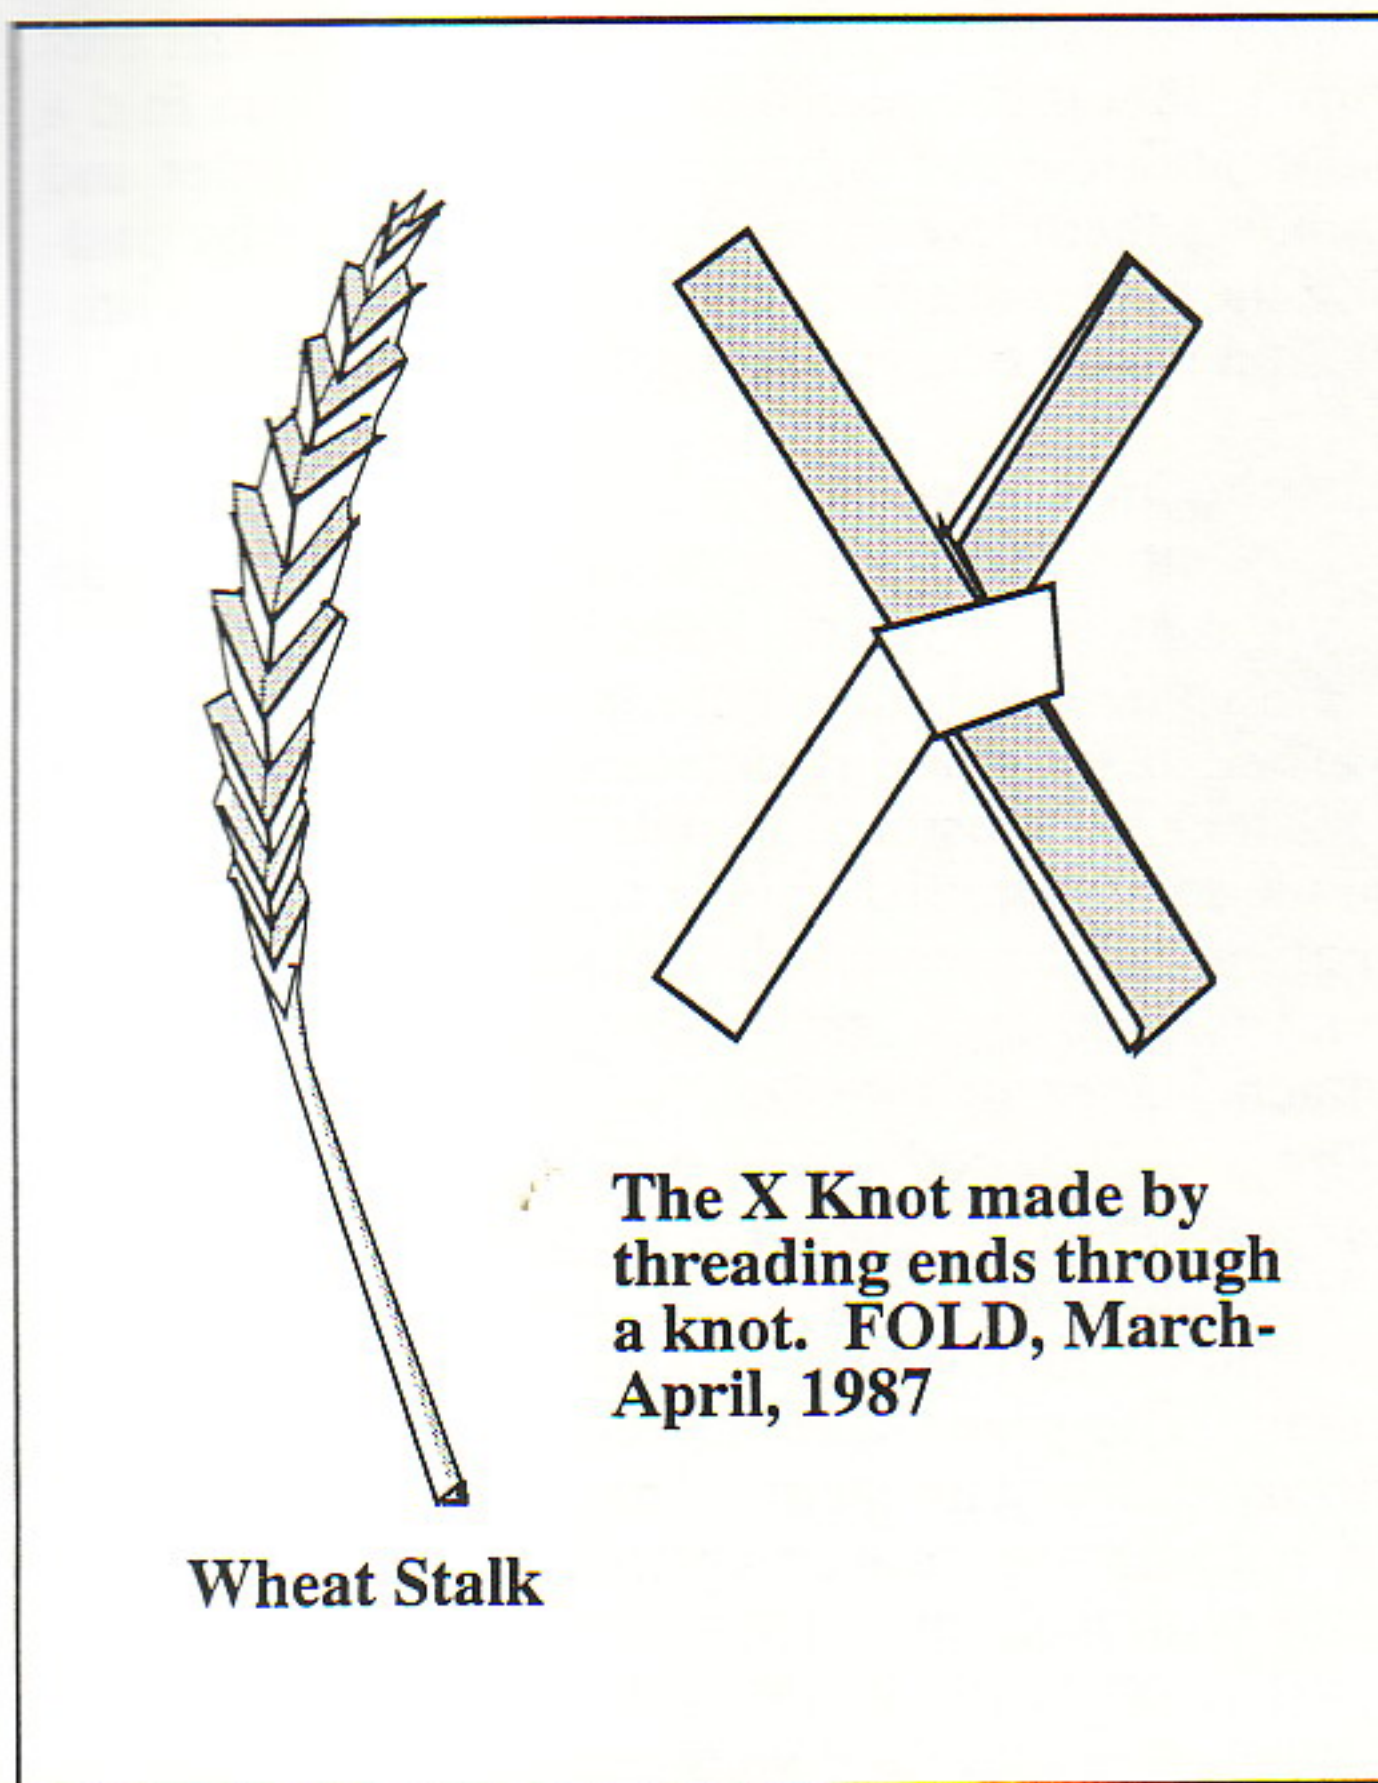 The X Knot made by
threading ends through
a knot. FOLD, March-
April, 1987
Wheat Stalk